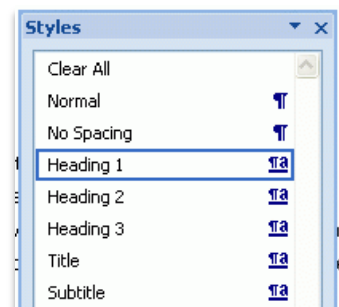 Styles
Clear All
Normal ¶
No Spacing ¶
Heading 1 ¶a
Heading 2 ¶a
Heading 3 ¶a
Title ¶a
Subtitle ¶a